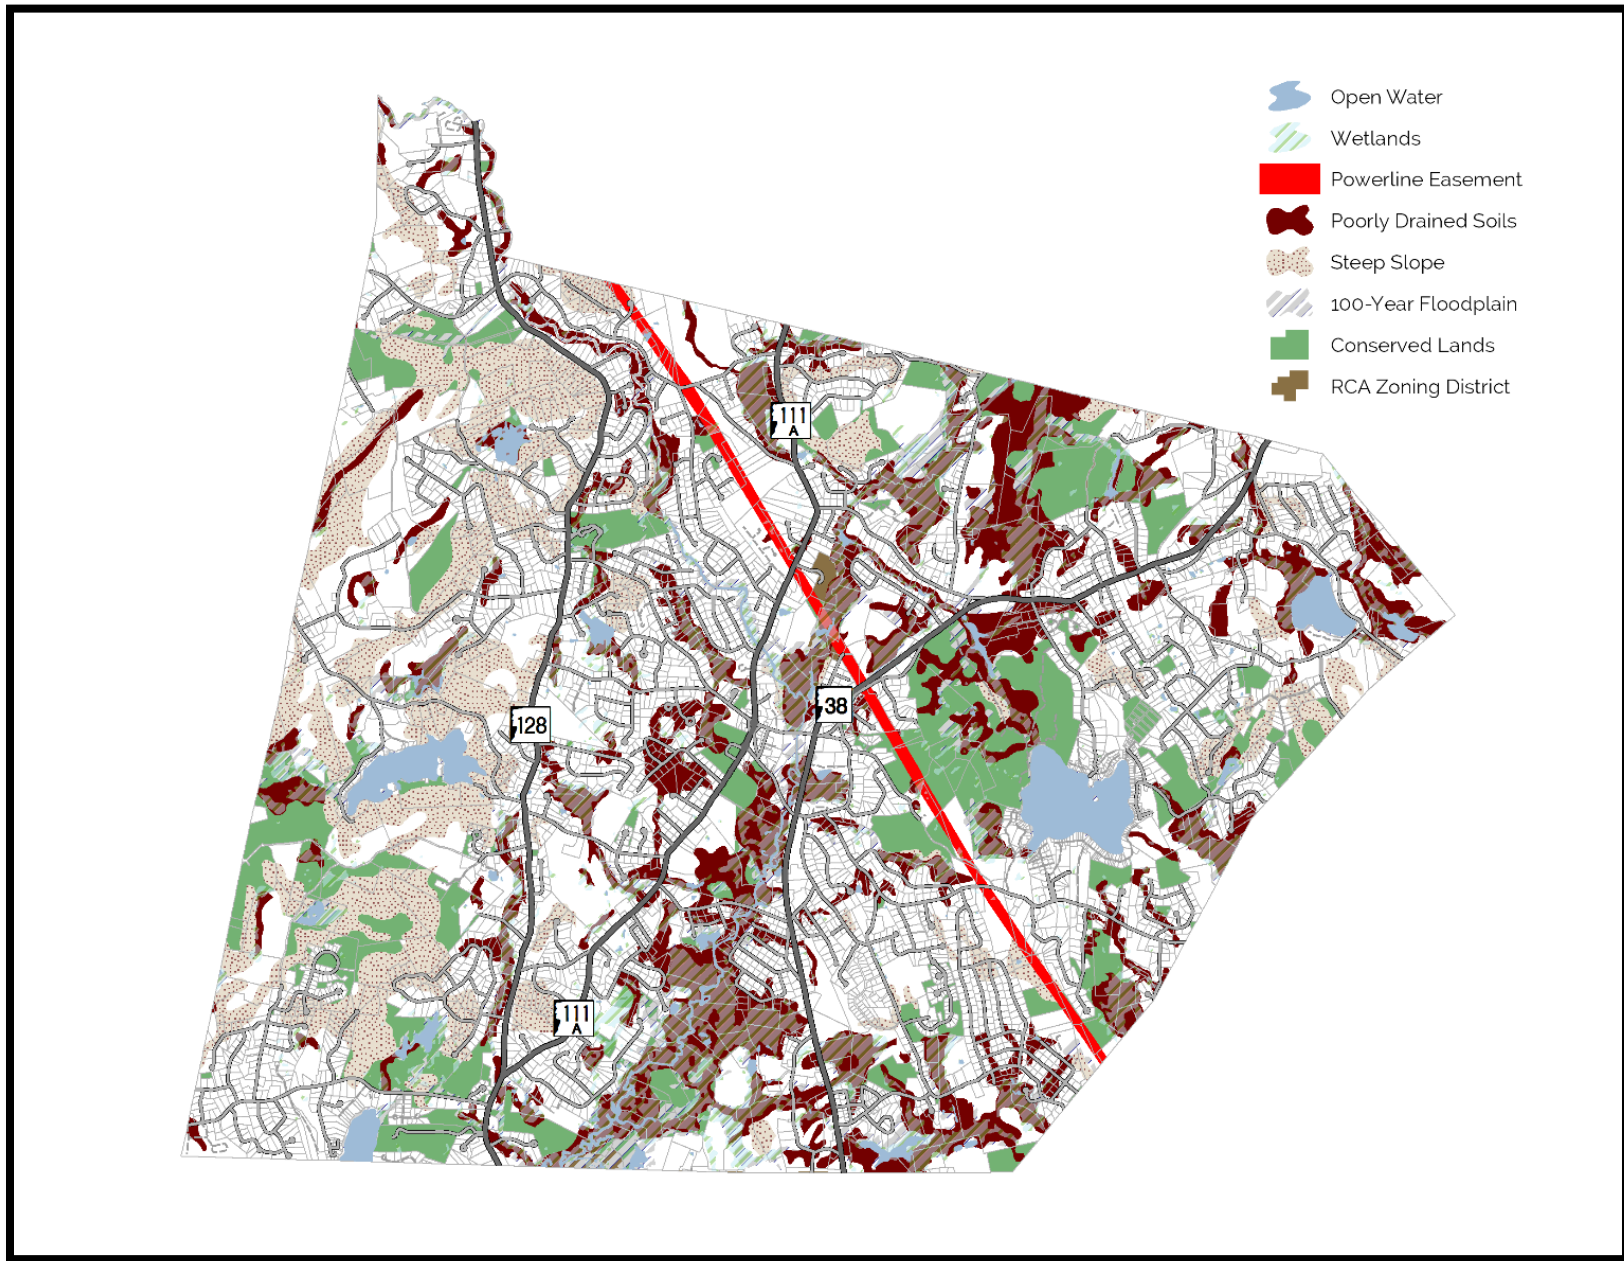 Open Water
Wetlands
Powerline Easement
Poorly Drained Soils
Steep Slope
100-Year Floodplain
Conserved Lands
RCA Zoning District
111
A
38
128
111
A